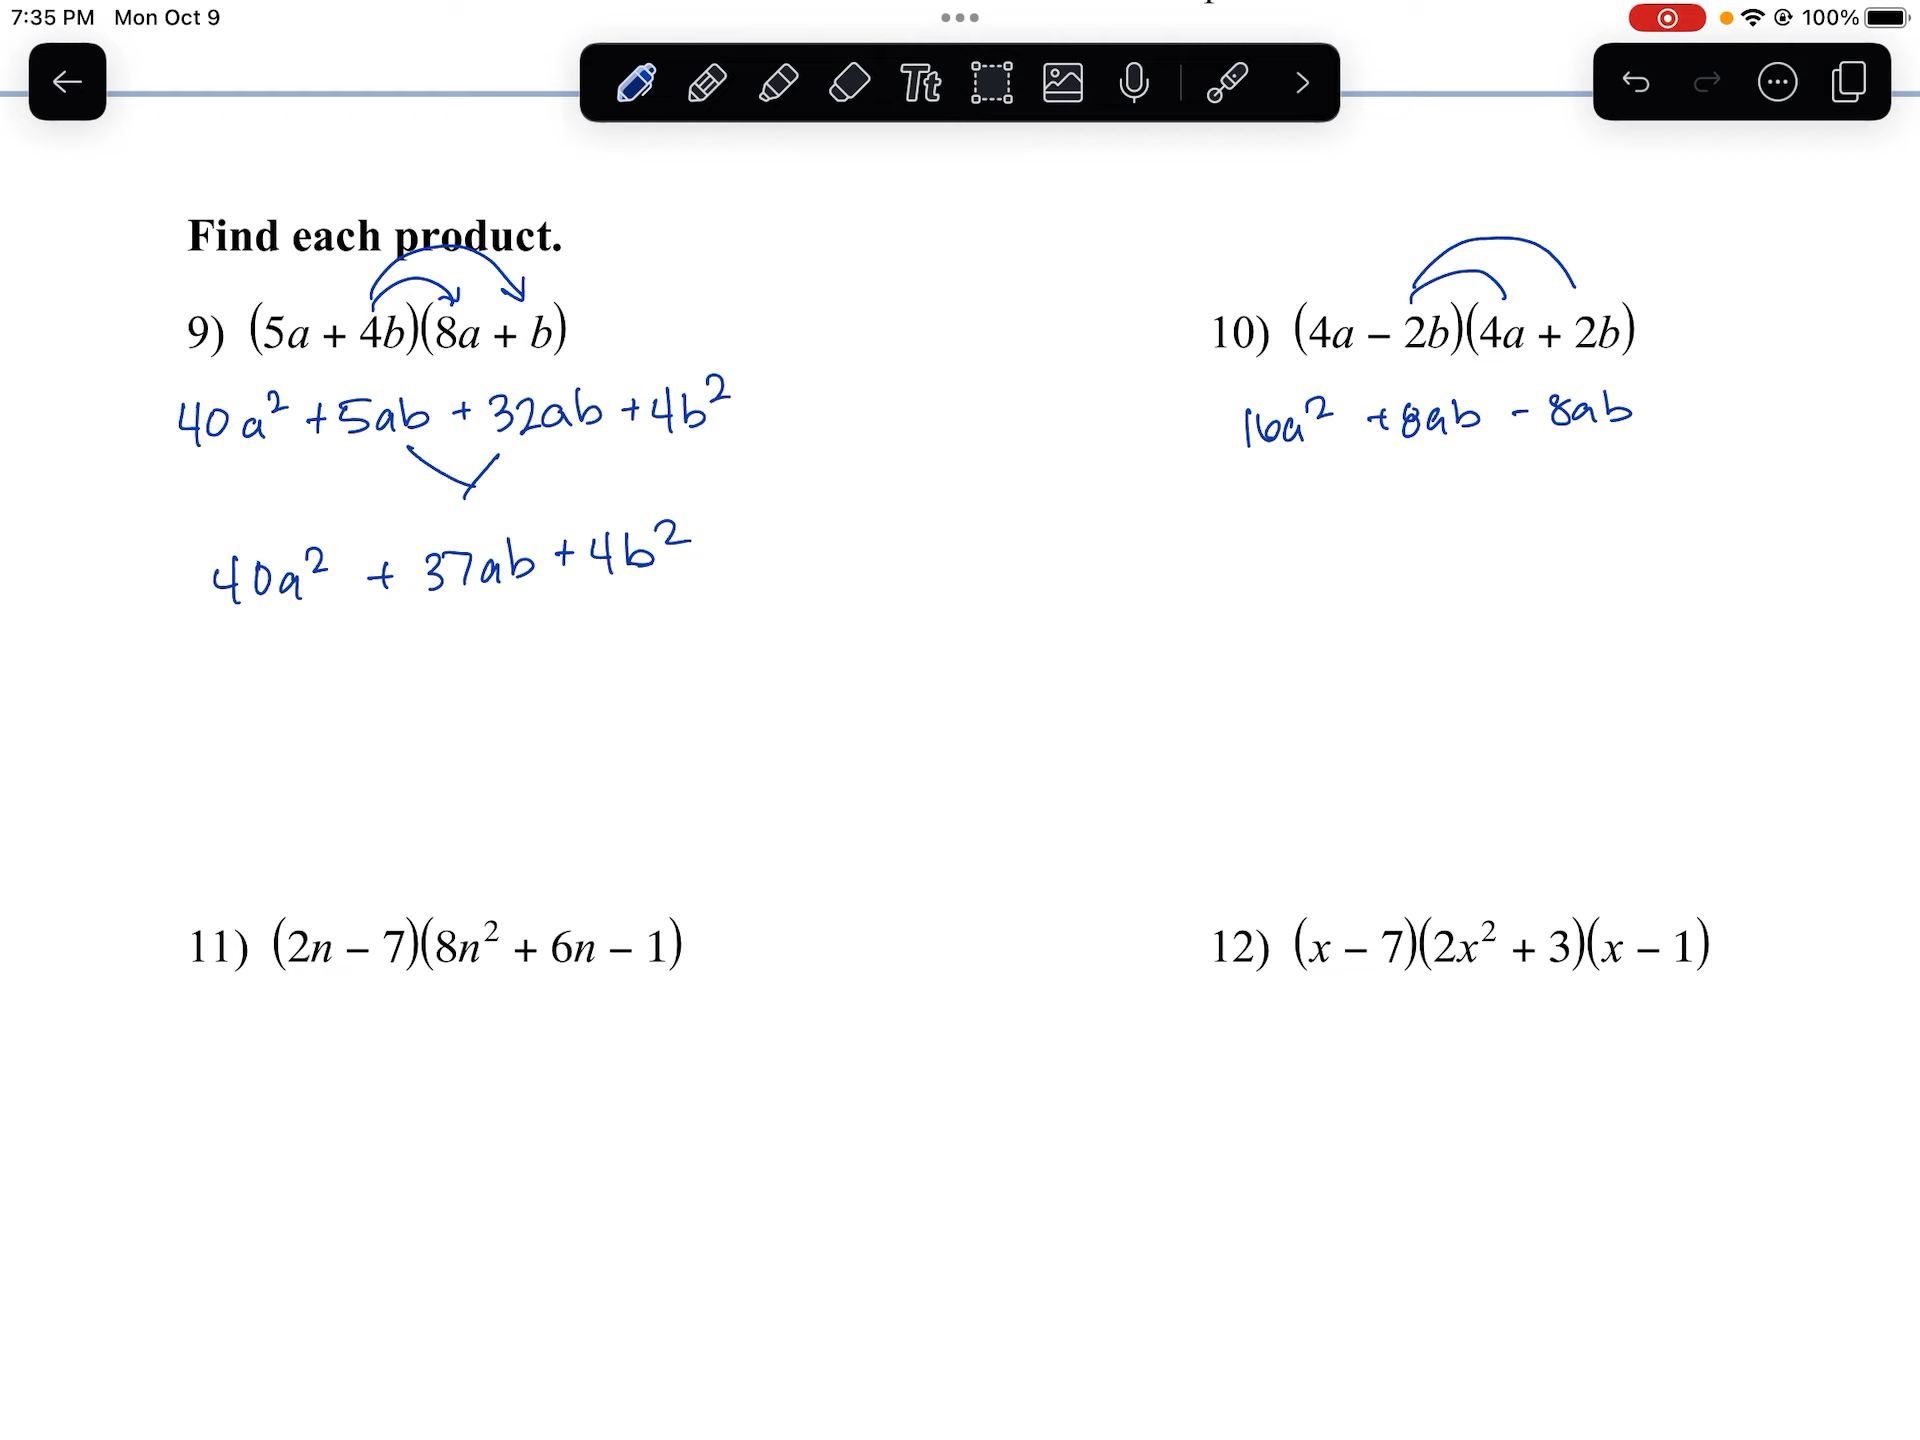 7:35 PM Mon Oct 9
100%
Tt
Find each product.
9) (5a + 4b)(8a + b)
40a² + 5ab + 32ab + 4b²
40a² + 37ab + 4b²
10) (4a − 2b)(4a + 2b)
16a² + 8ab - 8ab
11) (2n − 7)(8n² + 6n − 1)
12) (x − 7)(2x² + 3)(x − 1)